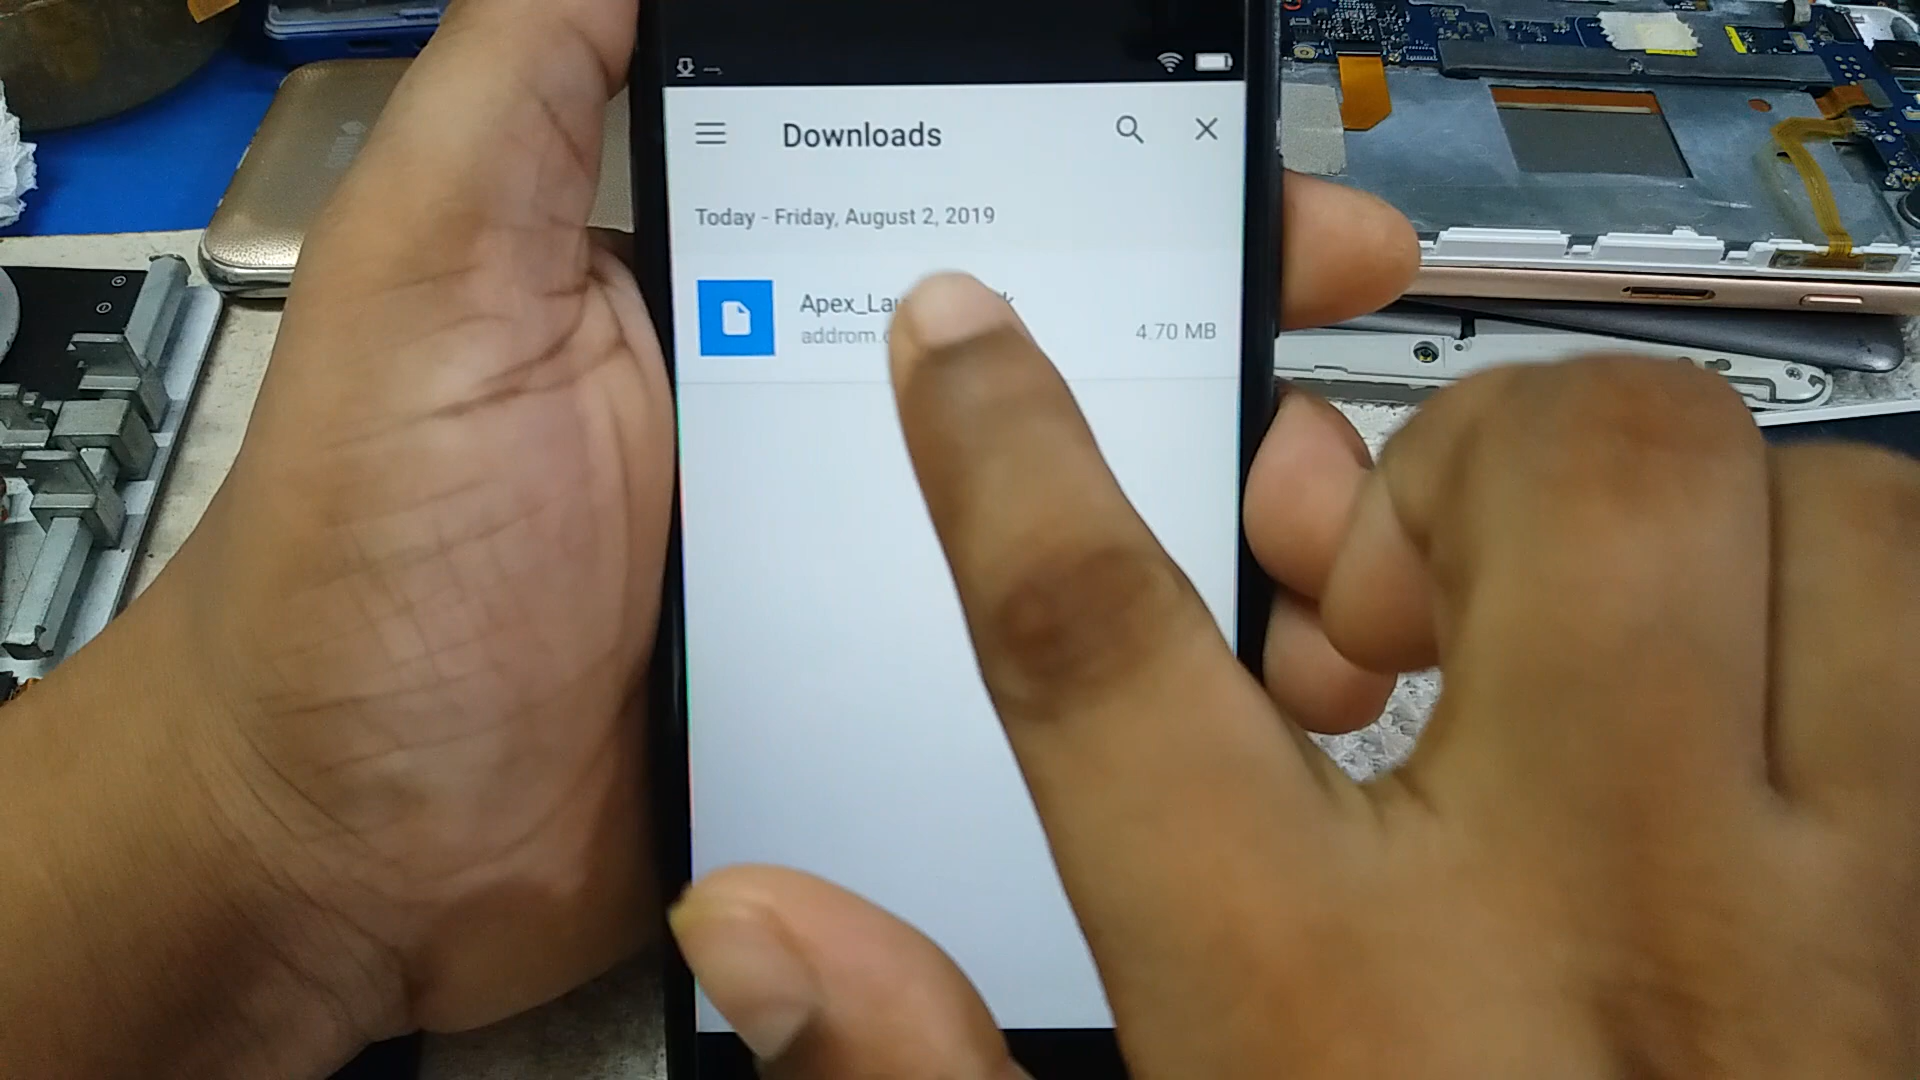 Downloads
Today - Friday, August 2, 2019
Apex_La
addrom.
4.70 MB